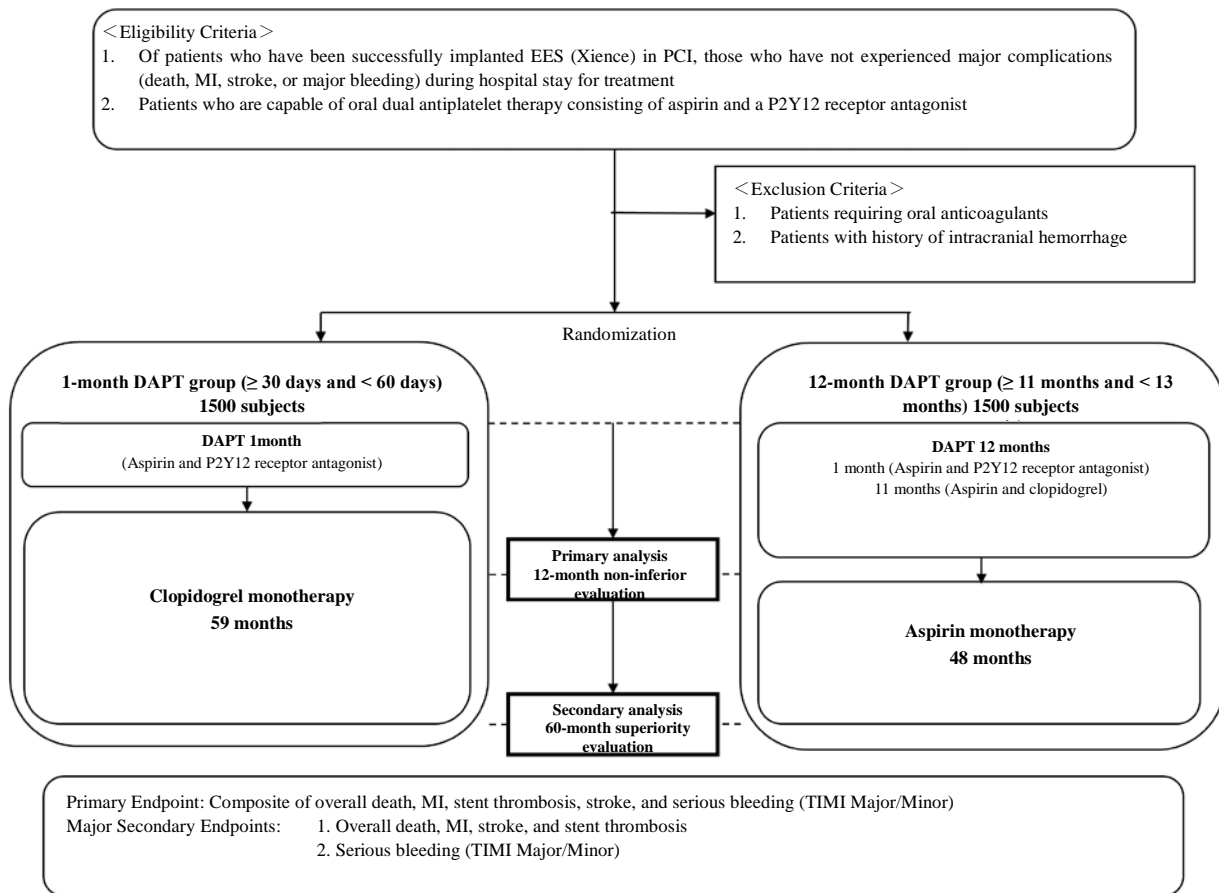 ＜Eligibility Criteria＞
1. Of patients who have been successfully implanted EES (Xience) in PCI, those who have not experienced major complications
(death, MI, stroke, or major bleeding) during hospital stay for treatment
2. Patients who are capable of oral dual antiplatelet therapy consisting of aspirin and a P2Y12 receptor antagonist
＜Exclusion Criteria＞
1. Patients requiring oral anticoagulants
2. Patients with history of intracranial hemorrhage
Randomization
1-month DAPT group (≥ 30 days and < 60 days)
1500 subjects
DAPT 1month
(Aspirin and P2Y12 receptor antagonist)
Clopidogrel monotherapy
59 months
12-month DAPT group (≥ 11 months and < 13
months) 1500 subjects
DAPT 12 months
1 month (Aspirin and P2Y12 receptor antagonist)
11 months (Aspirin and clopidogrel)
Aspirin monotherapy
48 months
Primary analysis
12-month non-inferior
evaluation
Secondary analysis
60-month superiority
evaluation
Primary Endpoint: Composite of overall death, MI, stent thrombosis, stroke, and serious bleeding (TIMI Major/Minor)
Major Secondary Endpoints: 1. Overall death, MI, stroke, and stent thrombosis
2. Serious bleeding (TIMI Major/Minor)